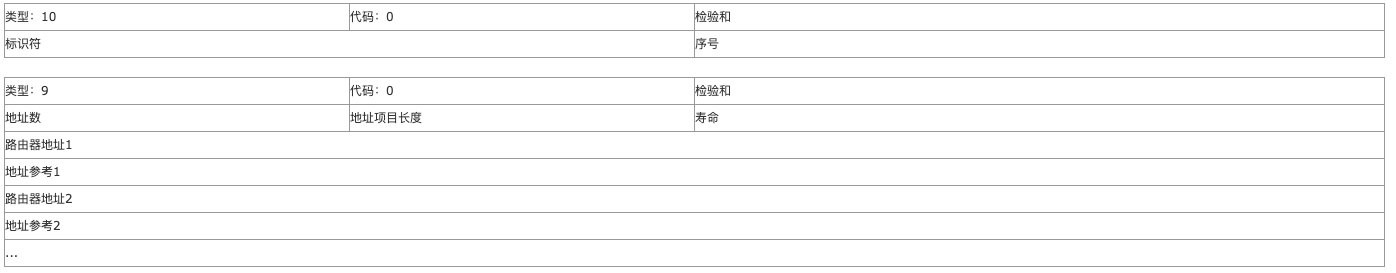 类型：10 代码：0 检验和
标识符 序号
类型：9 代码：0 检验和
地址数 地址项目长度 寿命
路由器地址1
地址参考1
路由器地址2
地址参考2
...